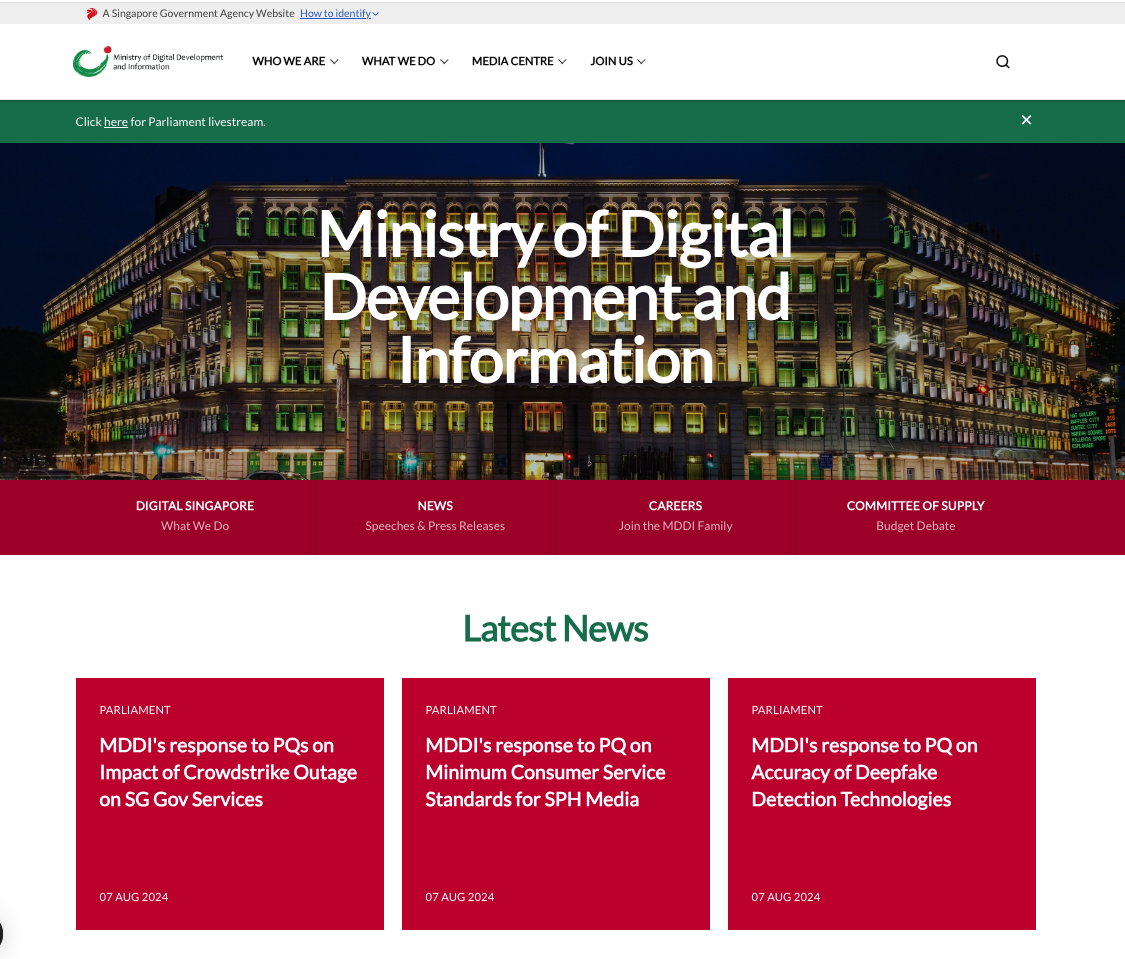 A Singapore Government Agency Website How to identify
Ministry of Digital Development
and Information
WHO WE ARE
WHAT WE DO
MEDIA CENTRE
JOIN US
Click here for Parliament livestream.
Ministry of Digital
Development and
Information
DIGITAL SINGAPORE
What We Do
NEWS
Speeches & Press Releases
CAREERS
Join the MDDI Family
COMMITTEE OF SUPPLY
Budget Debate
Latest News
PARLIAMENT
MDDI's response to PQs on
Impact of Crowdstrike Outage
on SG Gov Services
07 AUG 2024
PARLIAMENT
MDDI's response to PQ on
Minimum Consumer Service
Standards for SPH Media
07 AUG 2024
PARLIAMENT
MDDI's response to PQ on
Accuracy of Deepfake
Detection Technologies
07 AUG 2024